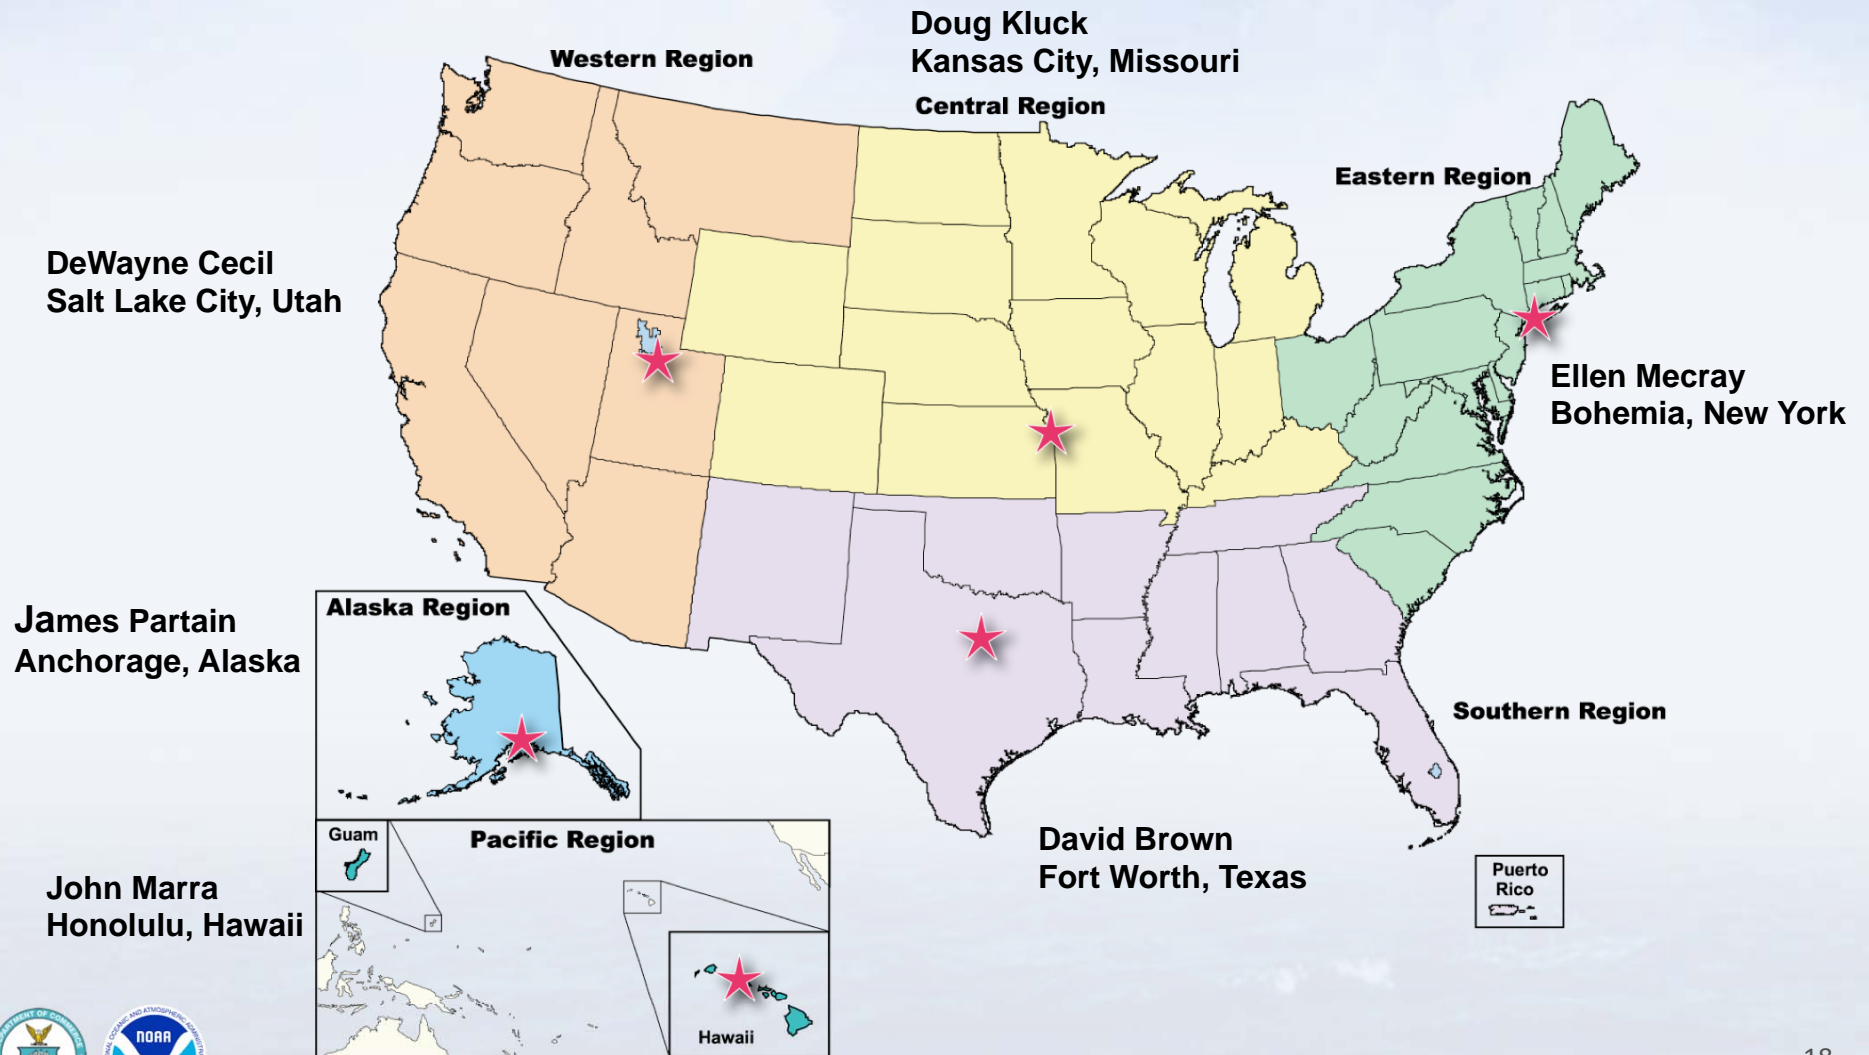 Doug Kluck
Kansas City, Missouri
Western Region
Central Region
Eastern Region
DeWayne Cecil
Salt Lake City, Utah
Ellen Mecray
Bohemia, New York
James Partain
Anchorage, Alaska
Alaska Region
Southern Region
Guam
Pacific Region
David Brown
Fort Worth, Texas
Puerto
Rico
John Marra
Honolulu, Hawaii
Hawaii
NOAA